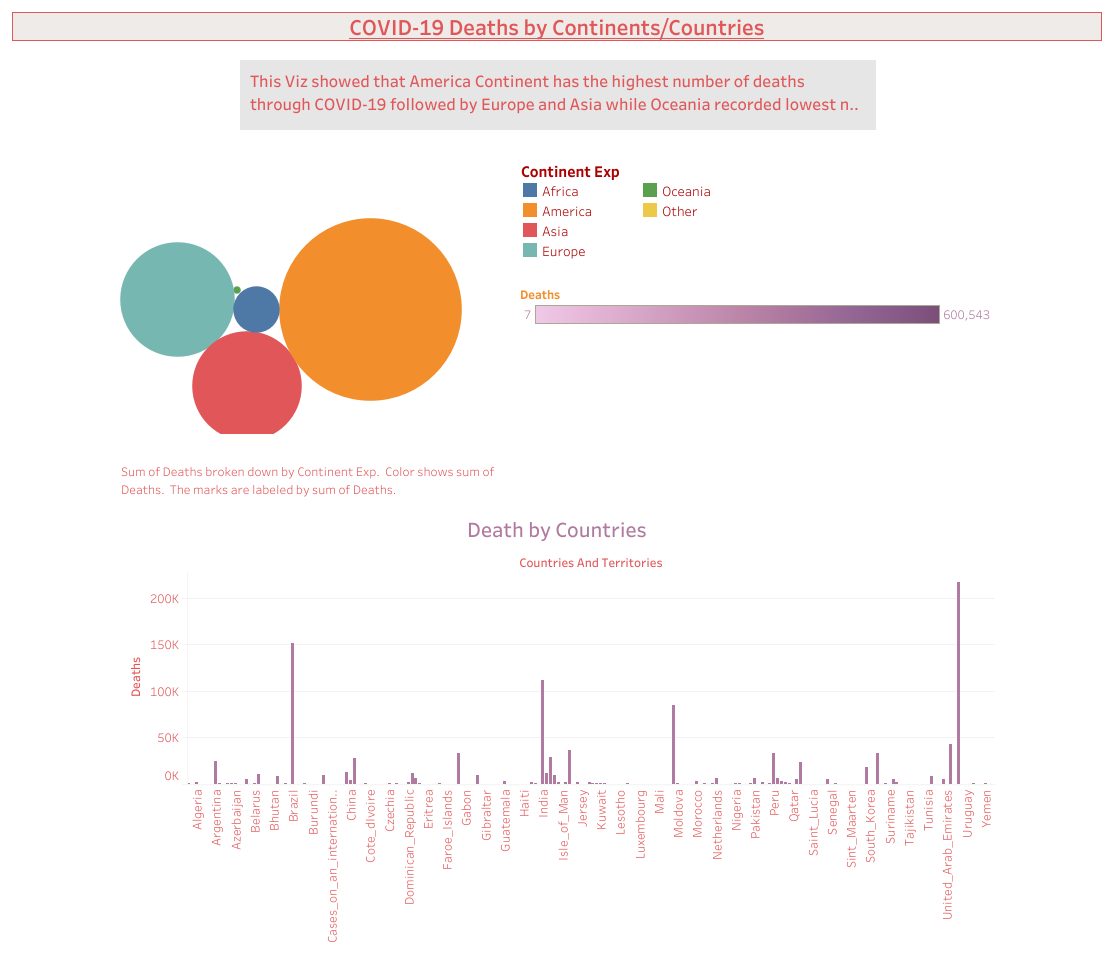 COVID-19 Deaths by Continents/Countries
This Viz showed that America Continent has the highest number of deaths
through COVID-19 followed by Europe and Asia while Oceania recorded lowest n..
Continent Exp
Africa
Oceania
America
Other
Asia
Europe
Deaths
7
600,543
Sum of Deaths broken down by Continent Exp.  Color shows sum of
Deaths.  The marks are labeled by sum of Deaths.
Death by Countries
Countries And Territories
Deaths
200K
150K
100K
50K
0K
Algeria
Argentina
Azerbaijan
Belarus
Bhutan
Brazil
Burundi
Cases_on_an_internation..
China
Cote_dIvoire
Czechia
Dominican_Republic
Eritrea
Faroe_Islands
Gabon
Gibraltar
Guatemala
Haiti
India
Isle_of_Man
Jersey
Kuwait
Lesotho
Luxembourg
Mali
Moldova
Morocco
Netherlands
Nigeria
Pakistan
Peru
Qatar
Saint_Lucia
Senegal
Sint_Maarten
South_Korea
Suriname
Tajikistan
Tunisia
United_Arab_Emirates
Uruguay
Yemen